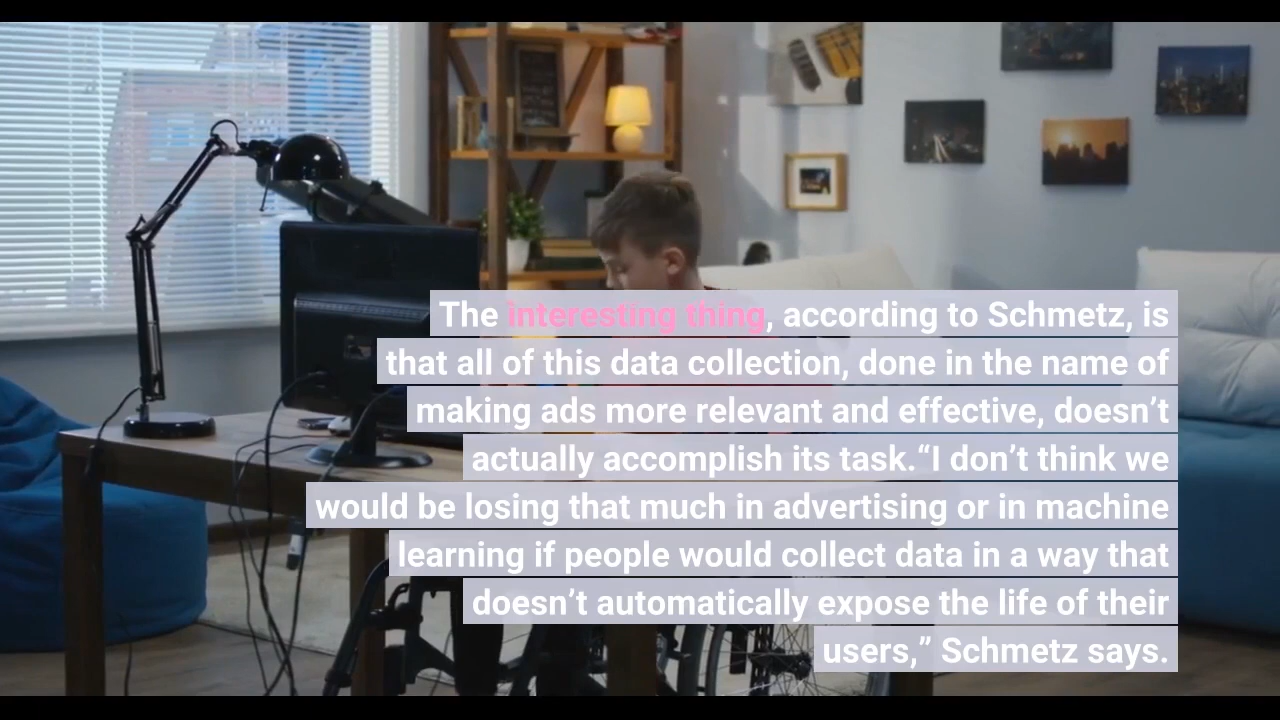 The interesting thing, according to Schmetz, is
that all of this data collection, done in the name of
making ads more relevant and effective, doesn’t
actually accomplish its task.“I don’t think we
would be losing that much in advertising or in machine
learning if people would collect data in a way that
doesn’t automatically expose the life of their
users,” Schmetz says.